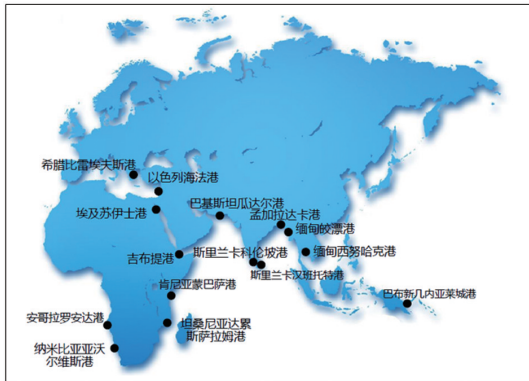 希腊比雷埃夫斯港
以色列海法港
埃及苏伊士港
巴基斯坦瓜达尔港
孟加拉达卡港
缅甸皎漂港
吉布提港
斯里兰卡科伦坡港
缅甸西努哈克港
斯里兰卡汉班托特港
肯尼亚蒙巴萨港
巴布新几内亚莱城港
安哥拉罗安达港
坦桑尼亚达累
斯萨拉姆港
纳米比亚亚沃
尔维斯港